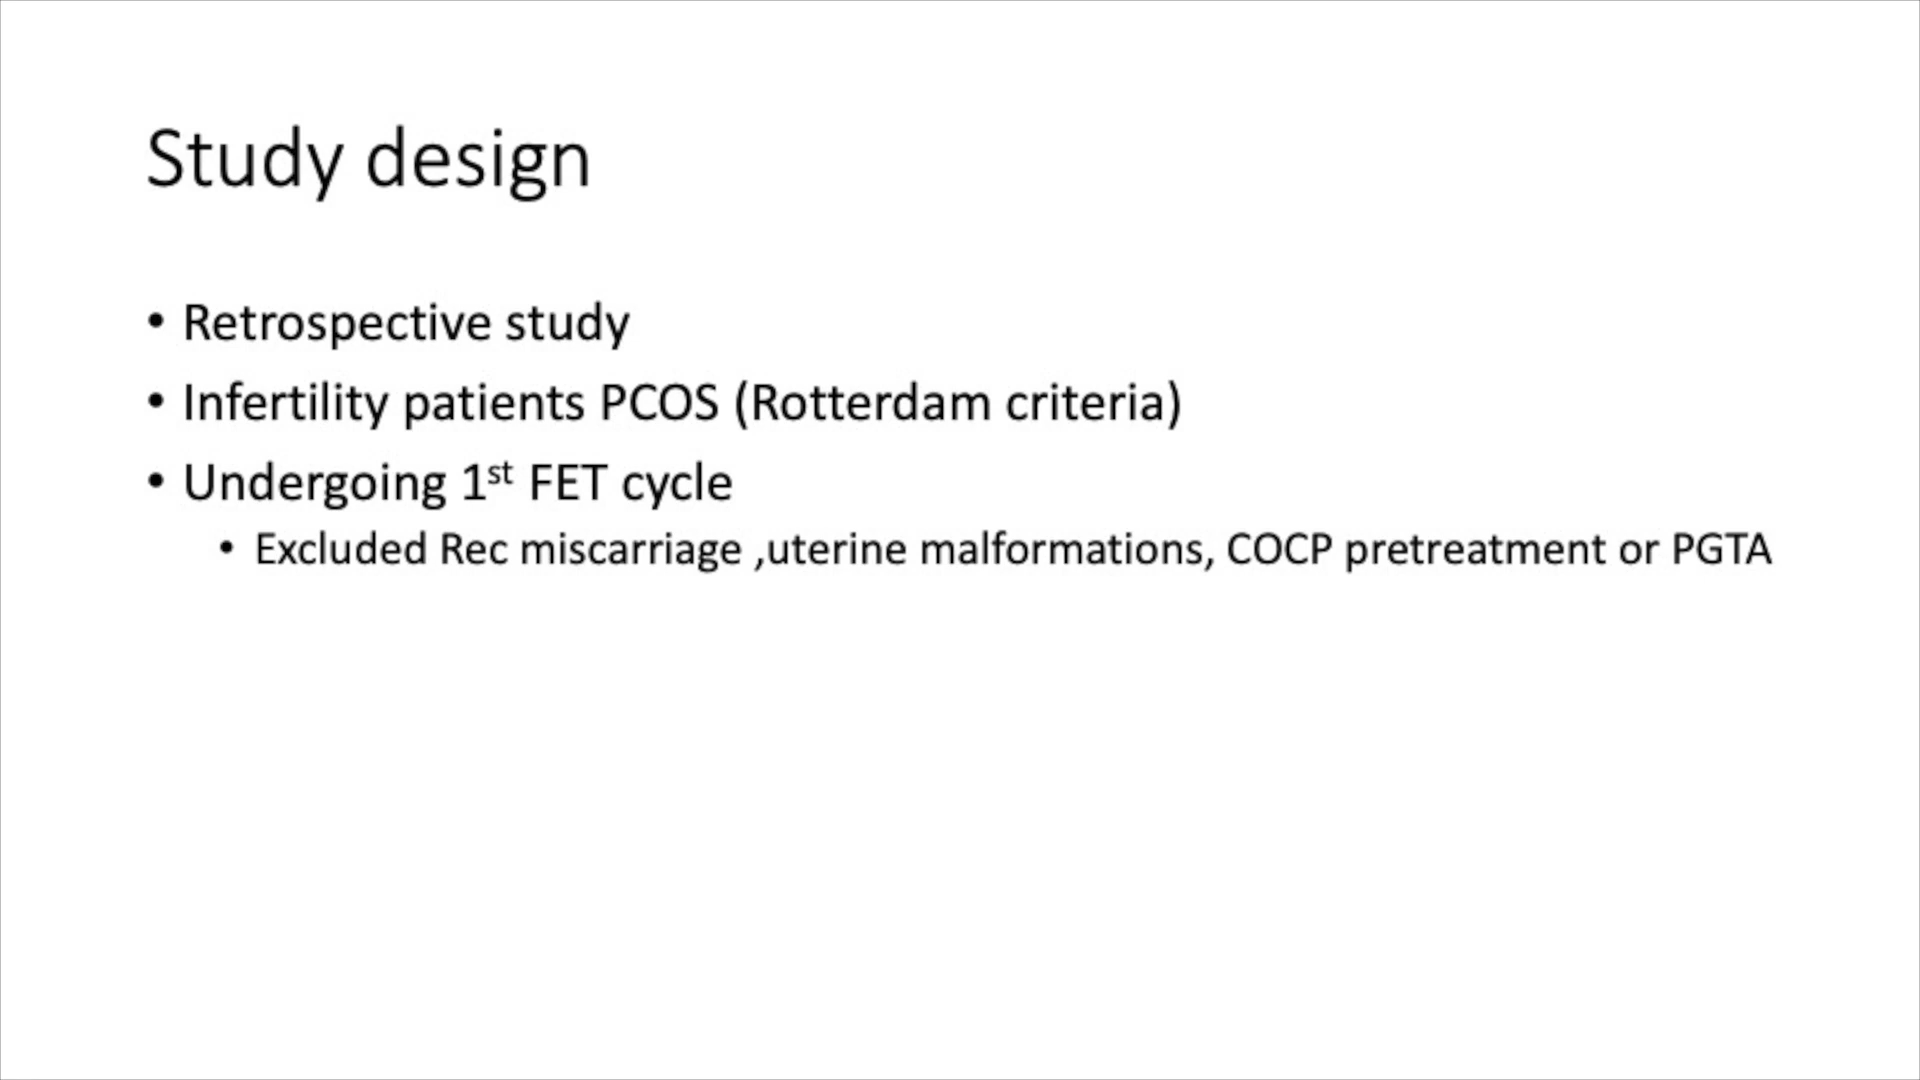 Study design
• Retrospective study
• Infertility patients PCOS (Rotterdam criteria)
• Undergoing 1st FET cycle
• Excluded Rec miscarriage ,uterine malformations, COCP pretreatment or PGTA